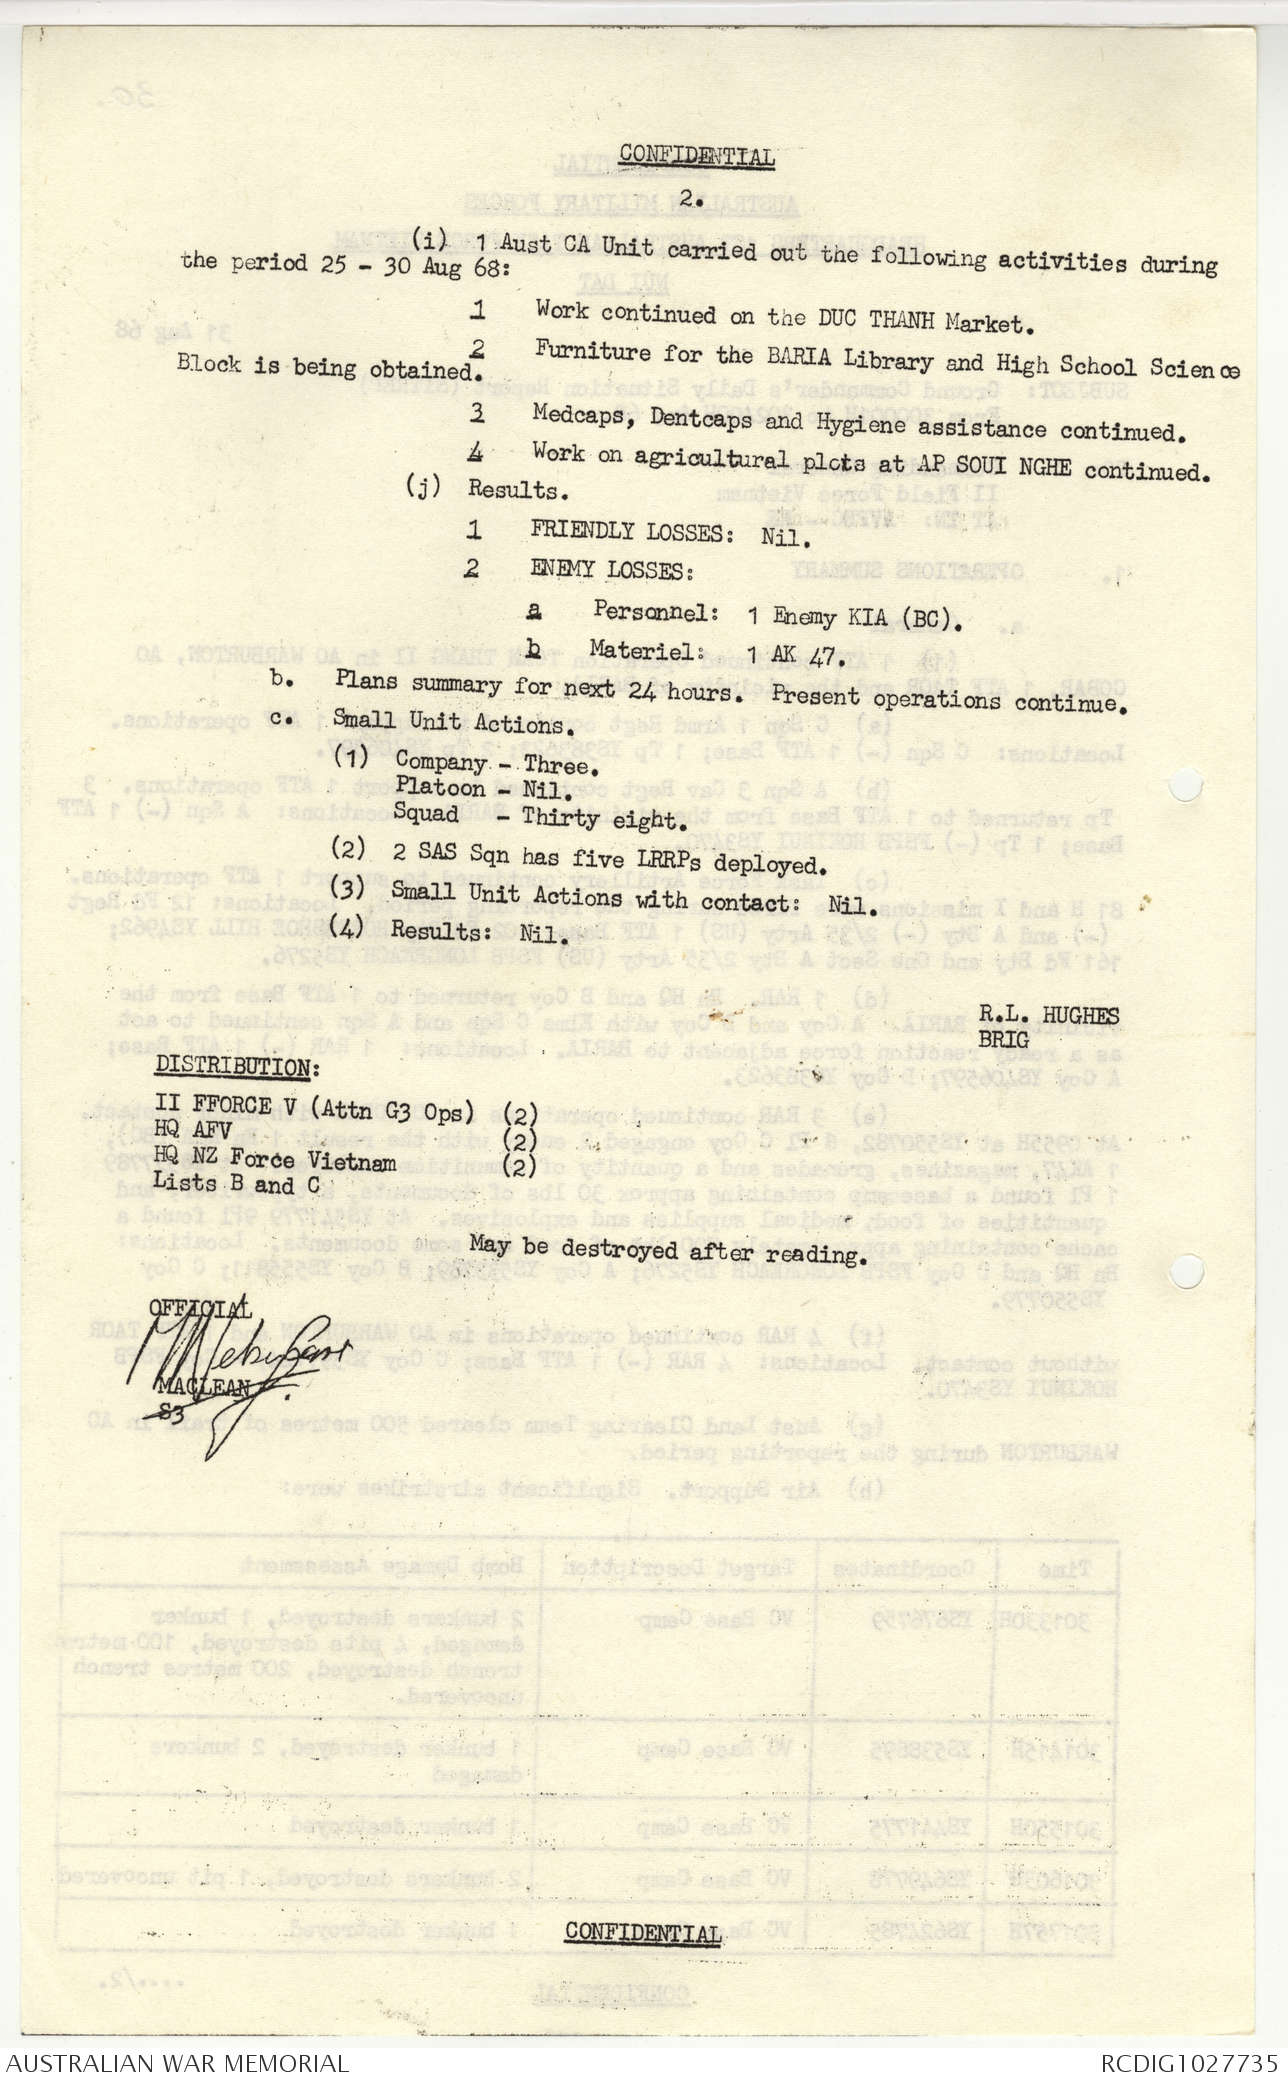 CONFIDENTIAL
2.
(i) 1 Aust CA Unit carried out the following activities during
the period 25 - 30 Aug 68:
1 Work continued on the DUC THANH Market.
2 Furniture for the BARIA Library and High School Science
Block is being obtained.
3 Medcaps, Dentcaps and Hygiene assistance continued.
4 Work on agricultural plots at AP SOUI NGHE continued.
(j) Results.
1 FRIENDLY LOSSES: Nil.
2 ENEMY LOSSES:
a Personnel: 1 Enemy KIA (BC).
b Materiel: 1 AK 47.
b. Plans summary for next 24 hours. Present operations continue.
c. Small Unit Actions.
(1) Company - Three.
Platoon - Nil.
Squad - Thirty eight.
(2) 2 SAS Sqn has five LRRPs deployed.
(3) Small Unit Actions with contact: Nil.
(4) Results: Nil.
R.L. HUGHES
BRIG
DISTRIBUTION:
II FFORCE V (Attn G3 Ops) (2)
HQ AFV (2)
HQ NZ Force Vietnam (2)
Lists B and C
May be destroyed after reading.
OFFICIAL
MACLEAN
S3
CONFIDENTIAL
AUSTRALIAN WAR MEMORIAL
RCDIG1027735